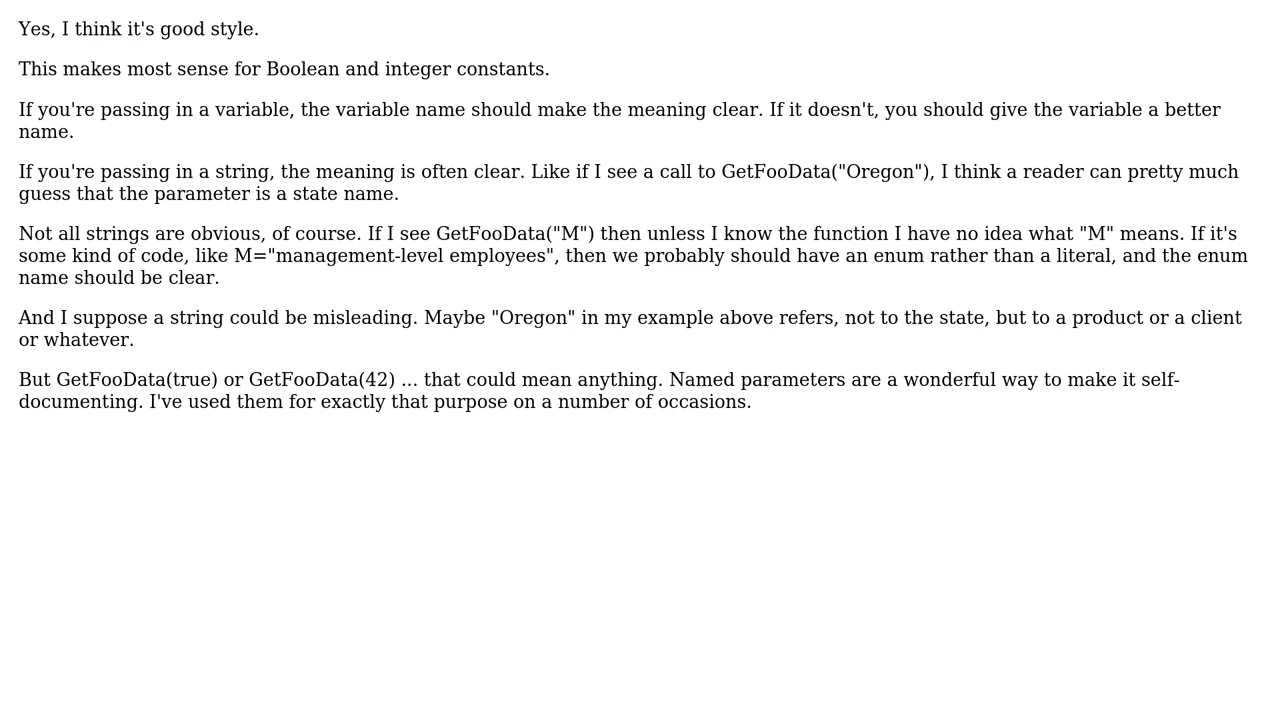 Yes, I think it's good style.
This makes most sense for Boolean and integer constants.
If you're passing in a variable, the variable name should make the meaning clear. If it doesn't, you should give the variable a better
name.
If you're passing in a string, the meaning is often clear. Like if I see a call to GetFooData("Oregon"), I think a reader can pretty much
guess that the parameter is a state name.
Not all strings are obvious, of course. If I see GetFooData("M") then unless I know the function I have no idea what "M" means. If it's
some kind of code, like M="management-level employees", then we probably should have an enum rather than a literal, and the enum
name should be clear.
And I suppose a string could be misleading. Maybe "Oregon" in my example above refers, not to the state, but to a product or a client
or whatever.
But GetFooData(true) or GetFooData(42) ... that could mean anything. Named parameters are a wonderful way to make it self-
documenting. I've used them for exactly that purpose on a number of occasions.